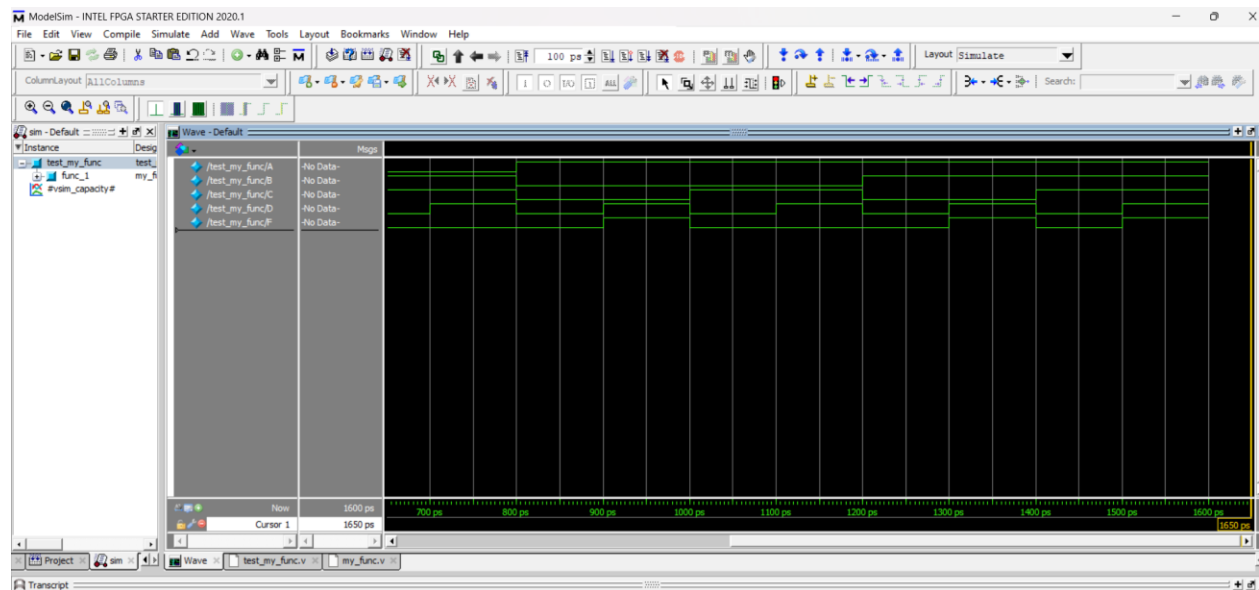 ModelSim - INTEL FPGA STARTER EDITION 2020.1
File Edit View Compile Simulate Add Wave Tools Layout Bookmarks Window Help
100 ps Layout Simulate
ColumnLayout AllColumns Search:
sim - Default Wave - Default
Instance Desig Msgs
test_my_func test_
func_1 my_fi
#vsim_capacity#
/test_my_func/A -No Data-
/test_my_func/B -No Data-
/test_my_func/C -No Data-
/test_my_func/D -No Data-
/test_my_func/F -No Data-
Now 1600 ps 700 ps 800 ps 900 ps 1000 ps 1100 ps 1200 ps 1300 ps 1400 ps 1500 ps 1600 ps
Cursor 1 1650 ps 1650 ps
Project sim Wave test_my_func.v my_func.v
Transcript